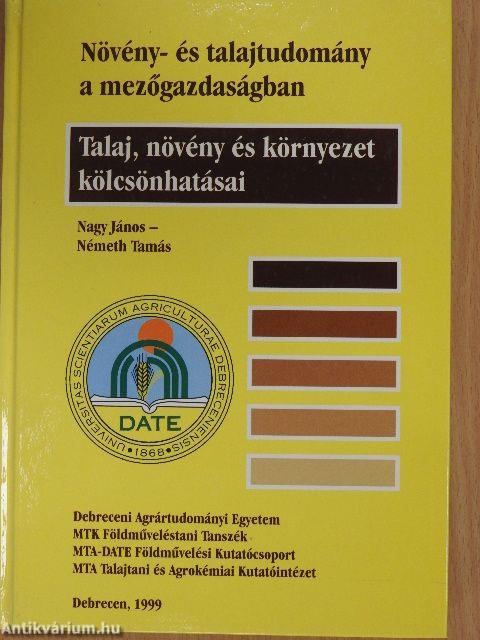 Növény- és talajtudomány
a mezőgazdaságban
Talaj, növény és környezet
kölcsönhatásai
Nagy János –
Németh Tamás
UNIVERSITAS SCIENTIARUM AGRICULTURAE DEBRECENIENSIS
DATE
• 1868 •
Debreceni Agrártudományi Egyetem
MTK Földműveléstani Tanszék
MTA-DATE Földművelési Kutatócsoport
MTA Talajtani és Agrokémiai Kutatóintézet
Debrecen, 1999
Antikvárium.hu